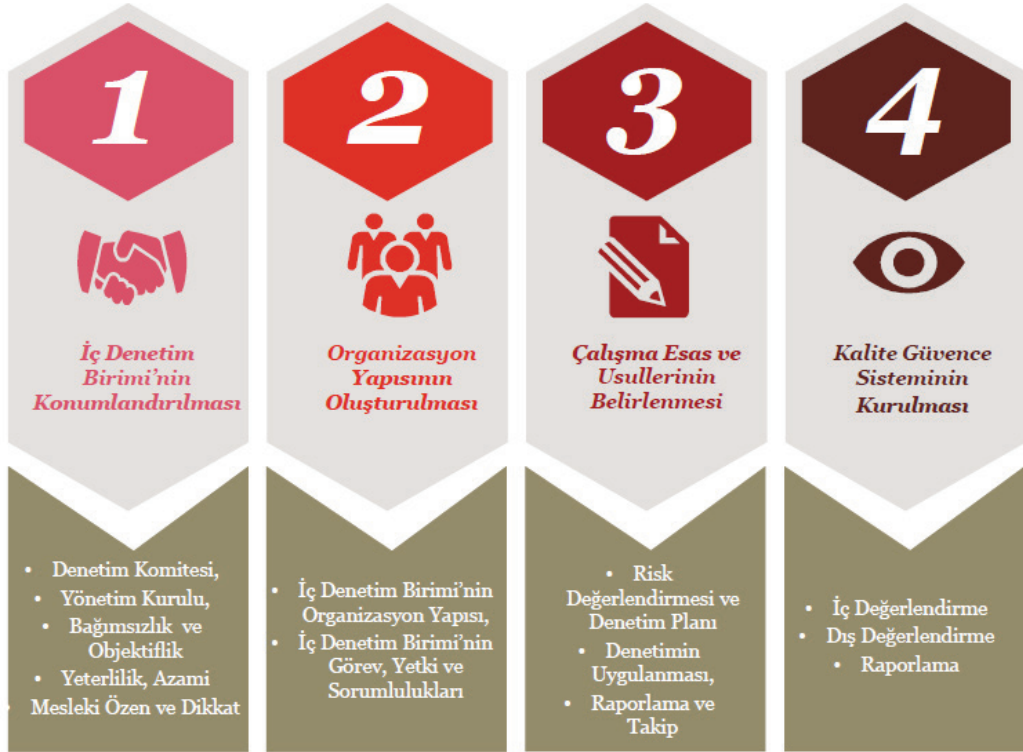 1
İç Denetim
Birimi'nin
Konumlandırılması
• Denetim Komitesi,
• Yönetim Kurulu,
• Bağımsızlık ve
Objektiflik
• Yeterlilik, Azami
• Mesleki Özen ve Dikkat
2
Organizasyon
Yapısının
Oluşturulması
• İç Denetim Birimi'nin
Organizasyon Yapısı,
• İç Denetim Birimi'nin
Görev, Yetki ve
Sorumlulukları
3
Çalışma Esas ve
Usullerinin
Belirlenmesi
• Risk
Değerlendirmesi ve
Denetim Planı
• Denetimin
Uygulanması,
• Raporlama ve
Takip
4
Kalite Güvence
Sisteminin
Kurulması
• İç Değerlendirme
• Dış Değerlendirme
• Raporlama